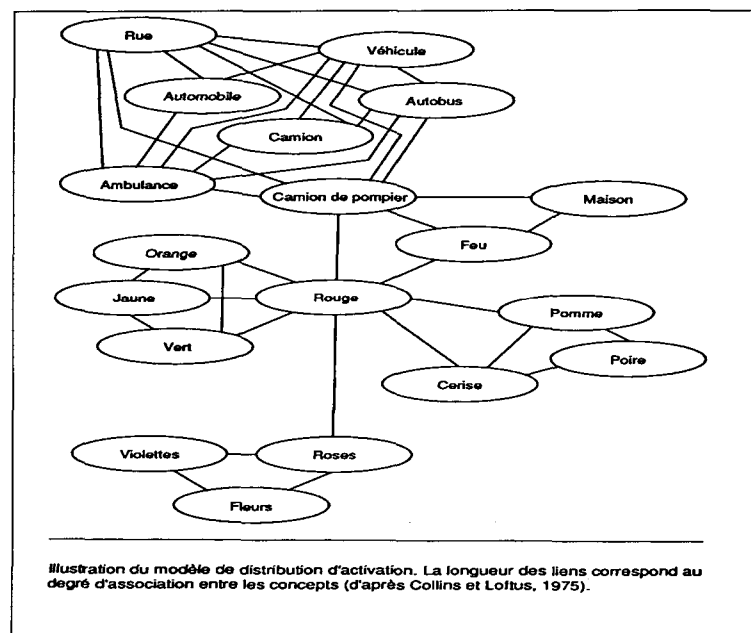 Rue
Véhicule
Automobile
Autobus
Camion
Ambulance
Camion de pompier
Maison
Feu
Orange
Jaune
Rouge
Vert
Pomme
Poire
Cerise
Violettes
Roses
Fleurs
Illustration du modèle de distribution d'activation. La longueur des liens correspond au
degré d'association entre les concepts (d'après Collins et Loftus, 1975).